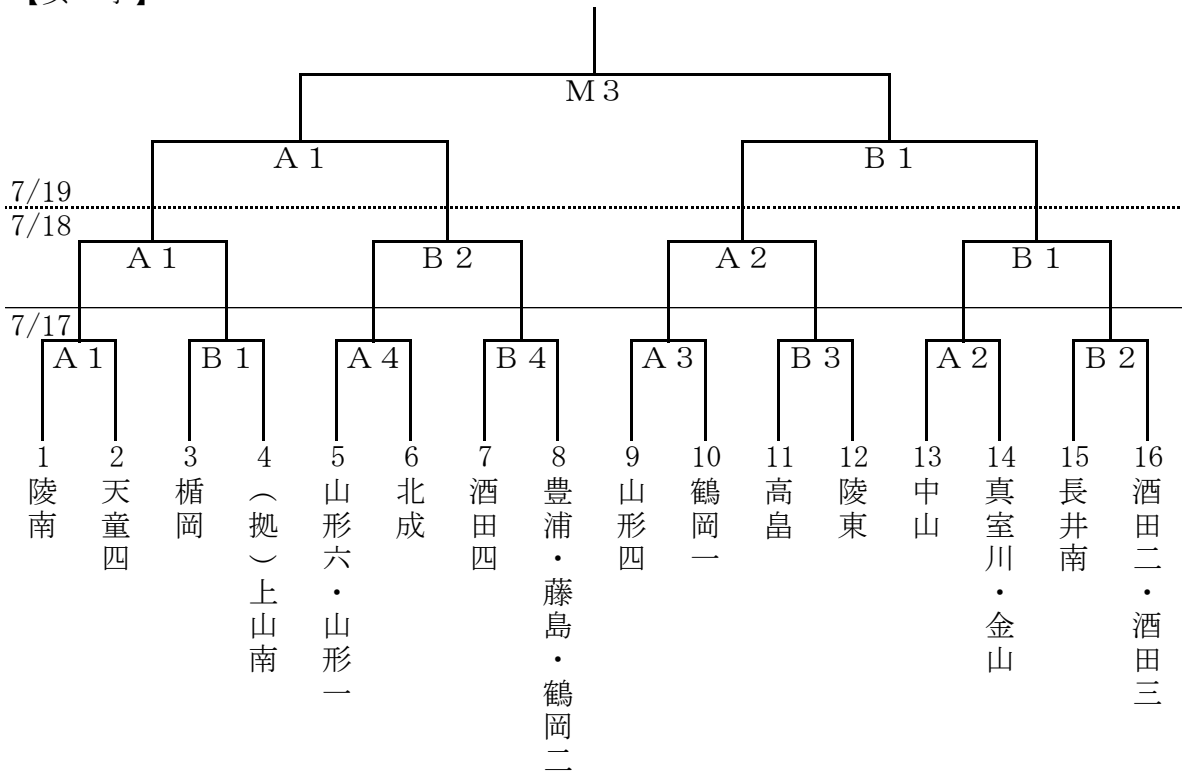 M3
A1 B1
7/19
7/18
A1 B2 A2 B1
7/17
A1 B1 A4 B4 A3 B3 A2 B2
1 2 3 4 5 6 7 8 9 10 11 12 13 14 15 16
陵南
天童四
楯岡
（拠）上山南
山形六・山形一
北成
酒田四
豊浦・藤島・鶴岡二
山形四
鶴岡一
高畠
陵東
中山
真室川・金山
長井南
酒田二・酒田三